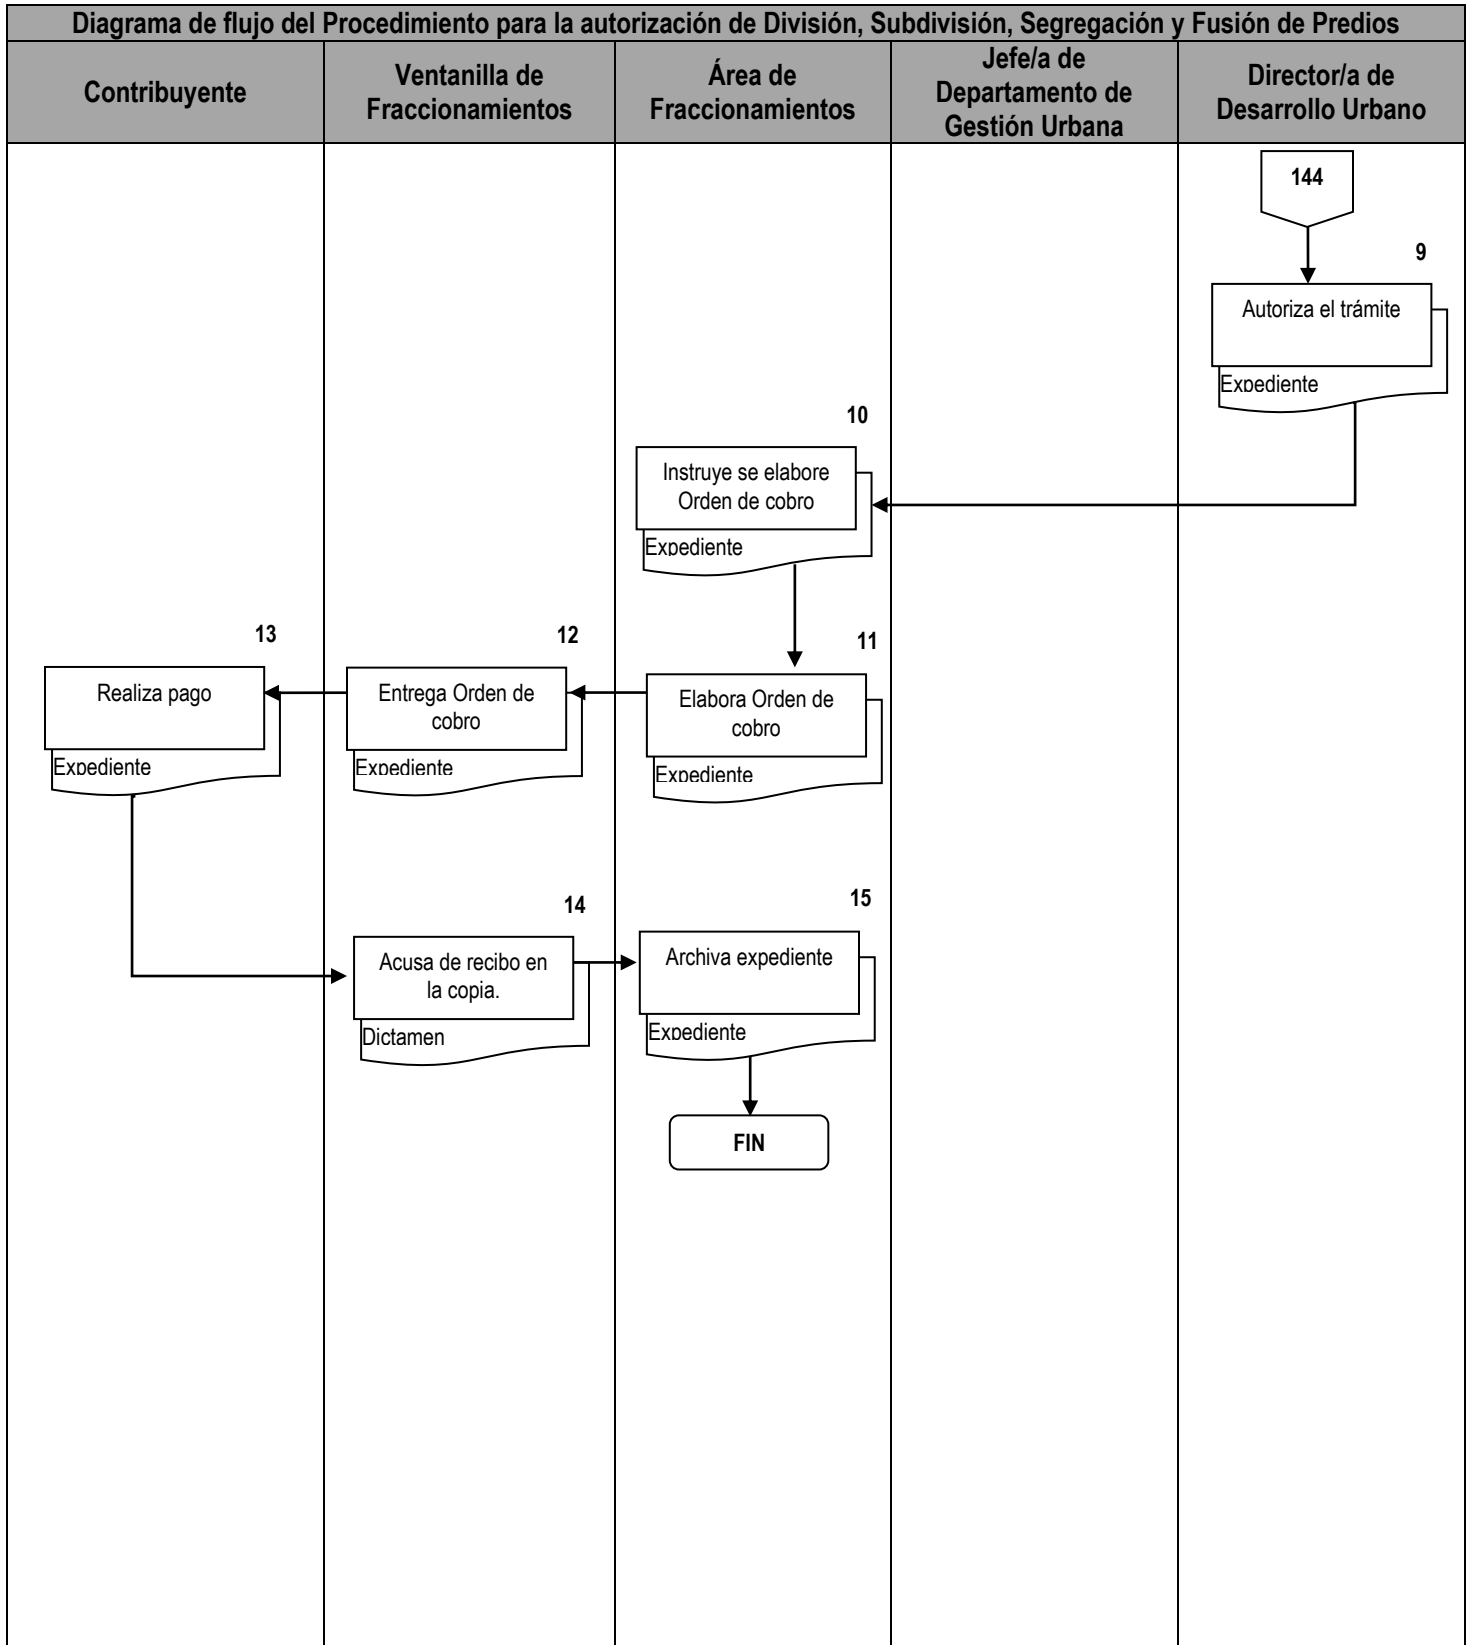 Diagrama de flujo del Procedimiento para la autorización de División, Subdivisión, Segregación y Fusión de Predios
Contribuyente
Ventanilla de
Fraccionamientos
Área de
Fraccionamientos
Jefe/a de
Departamento de
Gestión Urbana
Director/a de
Desarrollo Urbano
144
9
Autoriza el trámite
Expediente
10
Instruye se elabore
Orden de cobro
Expediente
11
Elabora Orden de
cobro
Expediente
12
Entrega Orden de
cobro
Expediente
13
Realiza pago
Expediente
14
Acusa de recibo en
la copia.
Dictamen
15
Archiva expediente
Expediente
FIN